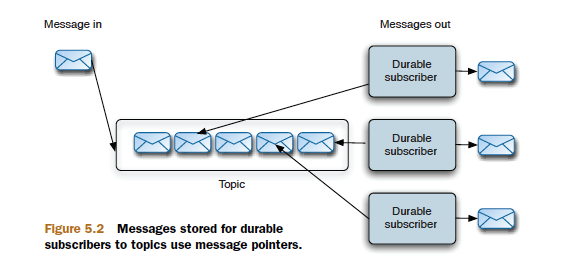 Message in
Messages out
Durable
subscriber
Durable
subscriber
Durable
subscriber
Topic
Figure 5.2 Messages stored for durable
subscribers to topics use message pointers.